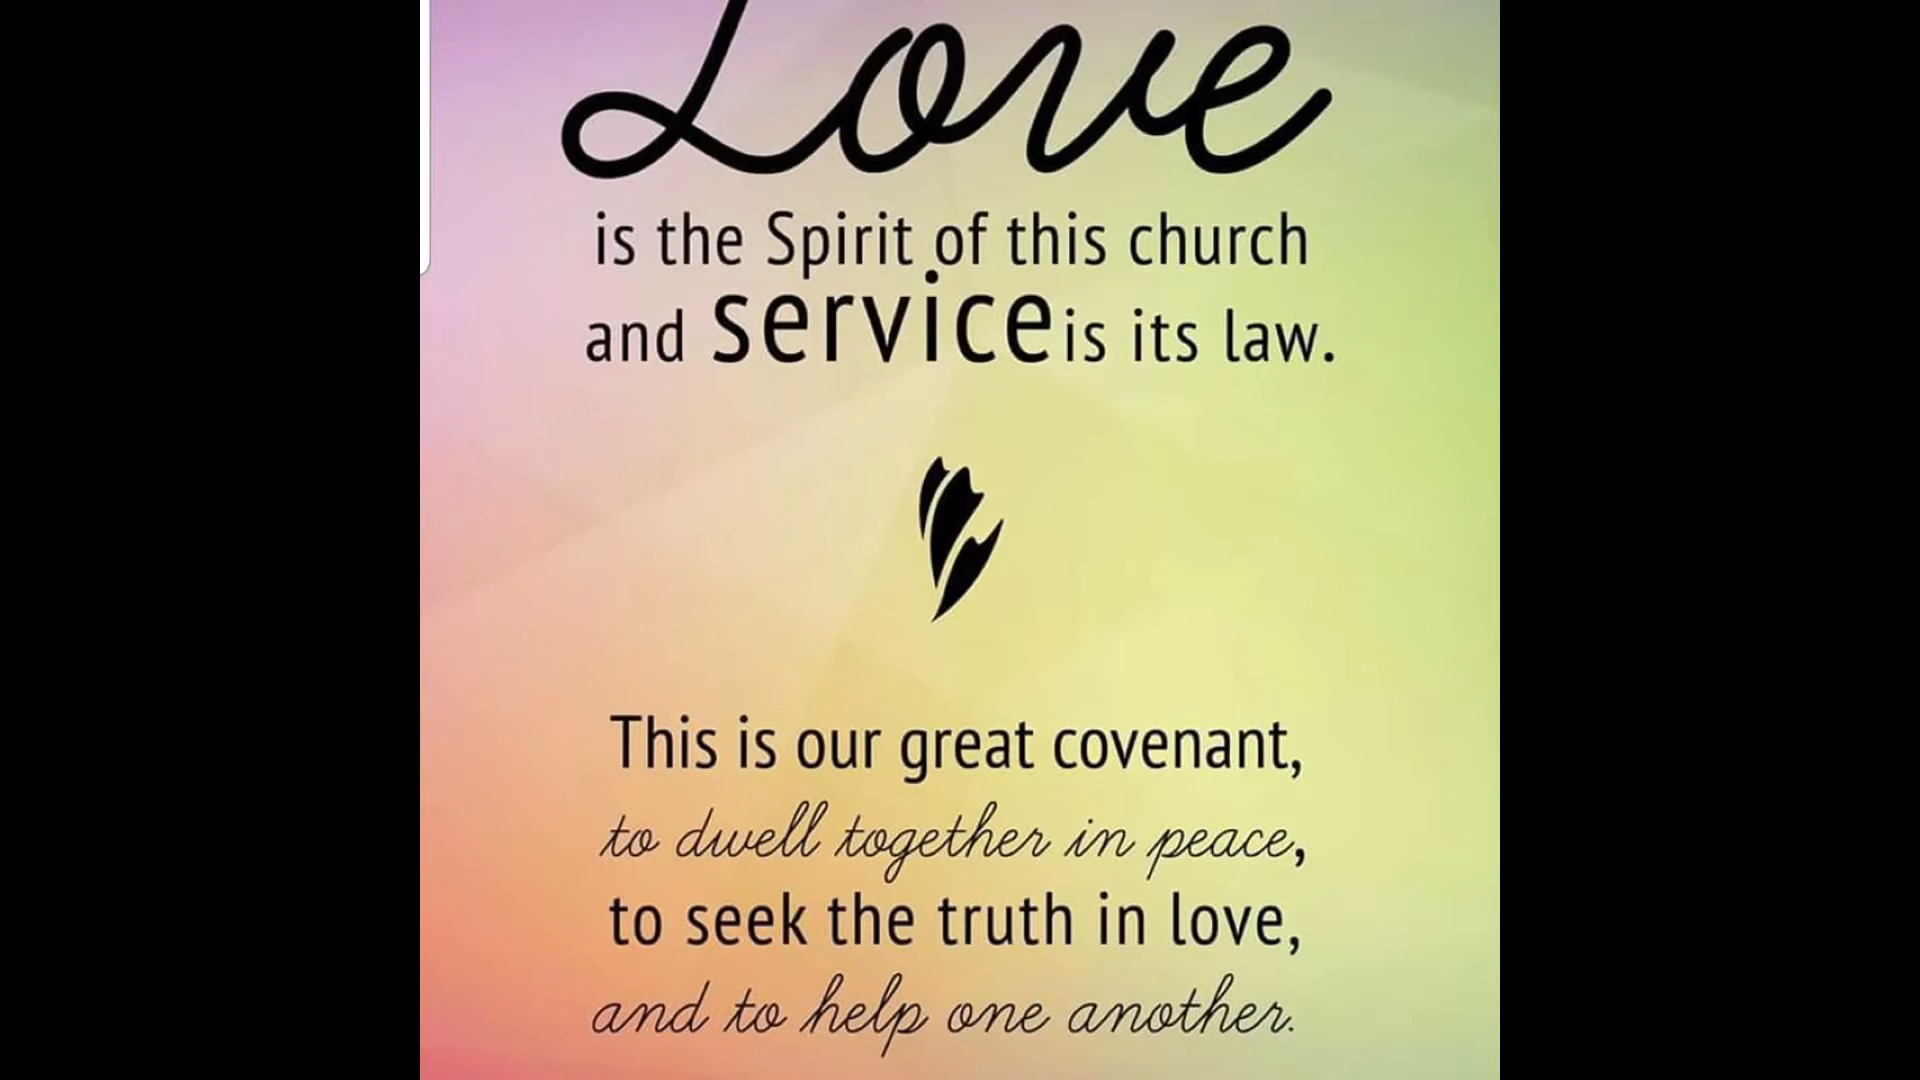 Love
is the Spirit of this church
and service is its law.
This is our great covenant,
to dwell together in peace,
to seek the truth in love,
and to help one another.